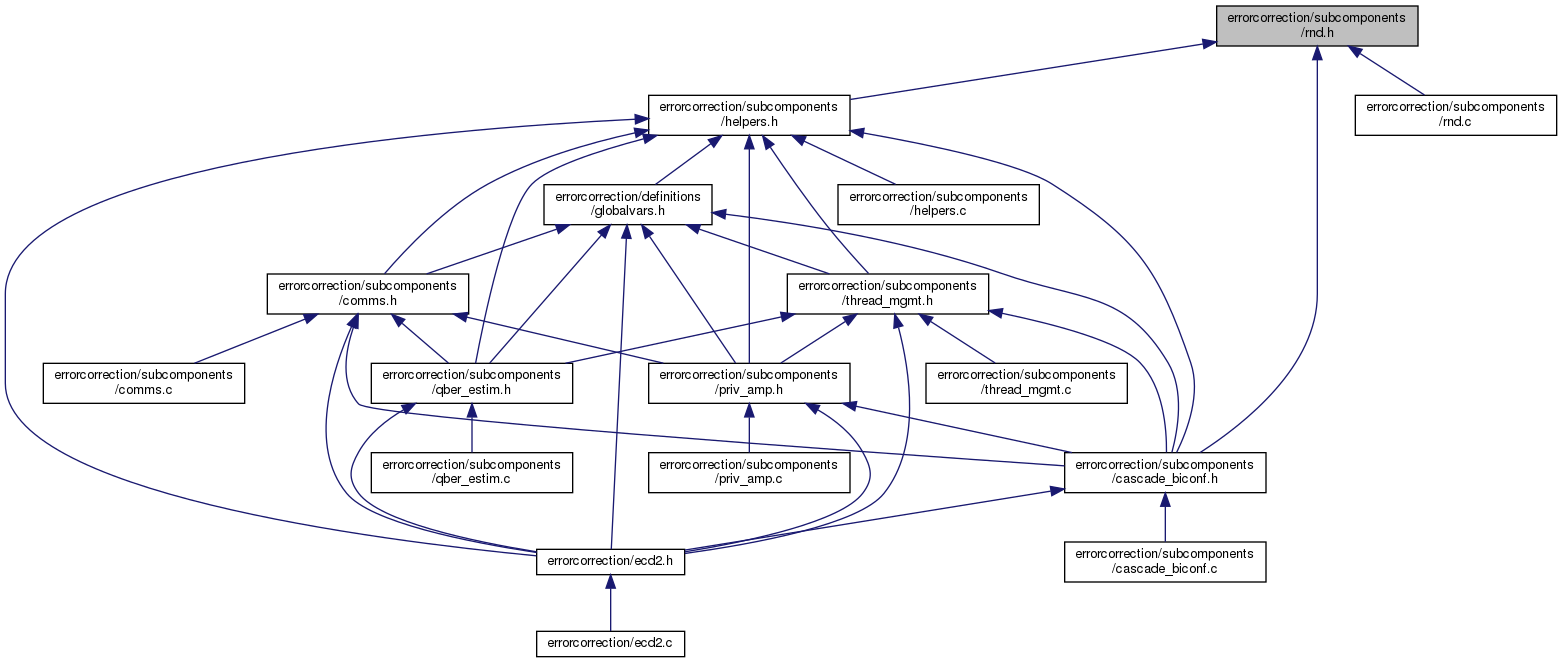 errorcorrection/subcomponents
/rnd.h
errorcorrection/subcomponents
/helpers.h
errorcorrection/subcomponents
/rnd.c
errorcorrection/definitions
/globalvars.h
errorcorrection/subcomponents
/helpers.c
errorcorrection/subcomponents
/comms.h
errorcorrection/subcomponents
/thread_mgmt.h
errorcorrection/subcomponents
/comms.c
errorcorrection/subcomponents
/qber_estim.h
errorcorrection/subcomponents
/priv_amp.h
errorcorrection/subcomponents
/thread_mgmt.c
errorcorrection/subcomponents
/qber_estim.c
errorcorrection/subcomponents
/priv_amp.c
errorcorrection/subcomponents
/cascade_biconf.h
errorcorrection/ecd2.h
errorcorrection/subcomponents
/cascade_biconf.c
errorcorrection/ecd2.c